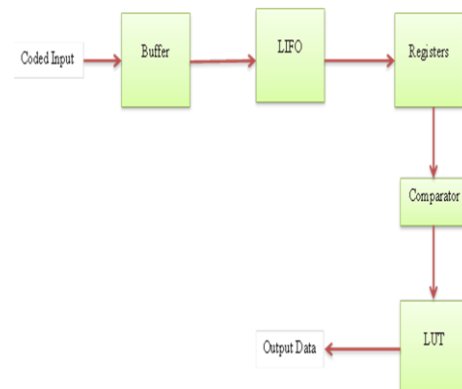 Coded Input
Buffer
LIFO
Registers
Comparator
LUT
Output Data